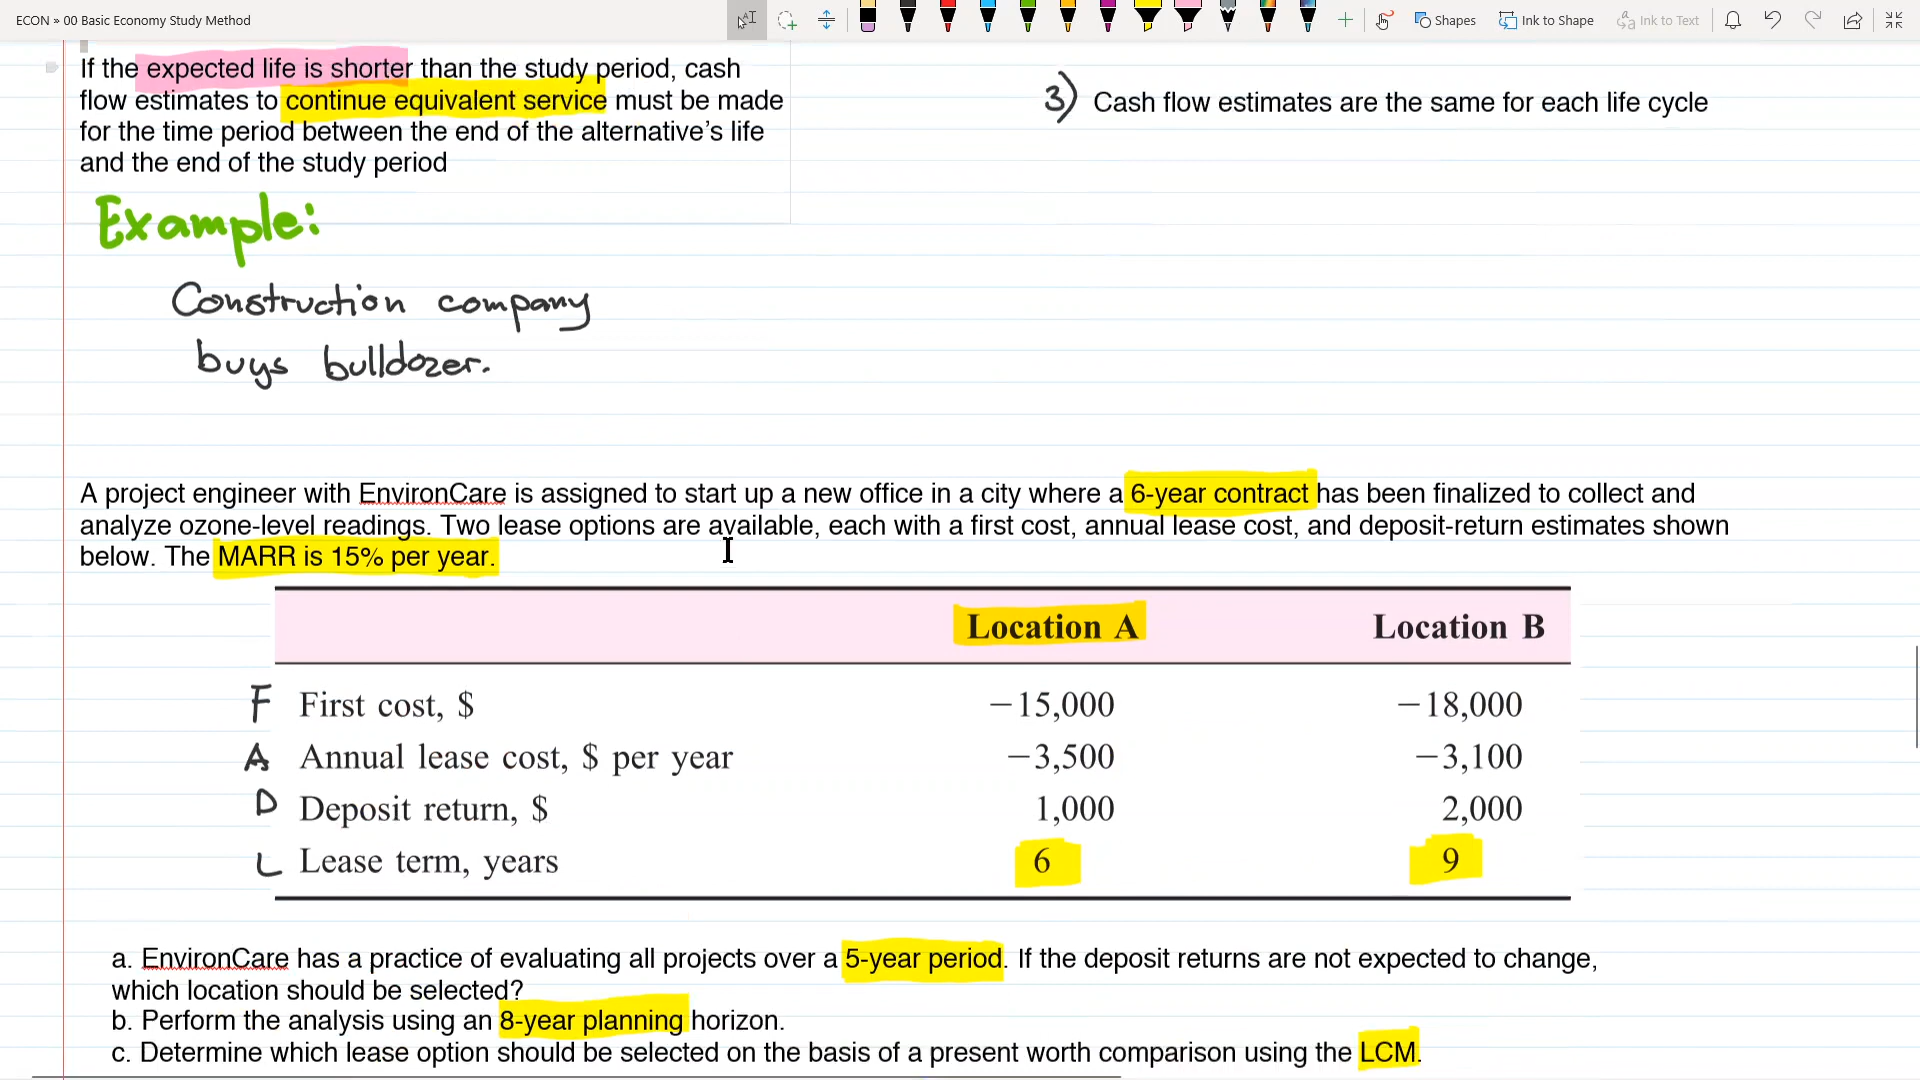 ECON » 00 Basic Economy Study Method
Shapes
Ink to Shape
Ink to Text
If the expected life is shorter than the study period, cash
flow estimates to continue equivalent service must be made
for the time period between the end of the alternative's life
and the end of the study period
3) Cash flow estimates are the same for each life cycle
Example:
Construction company
buys bulldozer.
A project engineer with EnvironCare is assigned to start up a new office in a city where a 6-year contract has been finalized to collect and
analyze ozone-level readings. Two lease options are available, each with a first cost, annual lease cost, and deposit-return estimates shown
below. The MARR is 15% per year.
Location A Location B
F First cost, $ −15,000 −18,000
A Annual lease cost, $ per year −3,500 −3,100
D Deposit return, $ 1,000 2,000
L Lease term, years 6 9
a. EnvironCare has a practice of evaluating all projects over a 5-year period. If the deposit returns are not expected to change,
which location should be selected?
b. Perform the analysis using an 8-year planning horizon.
c. Determine which lease option should be selected on the basis of a present worth comparison using the LCM.